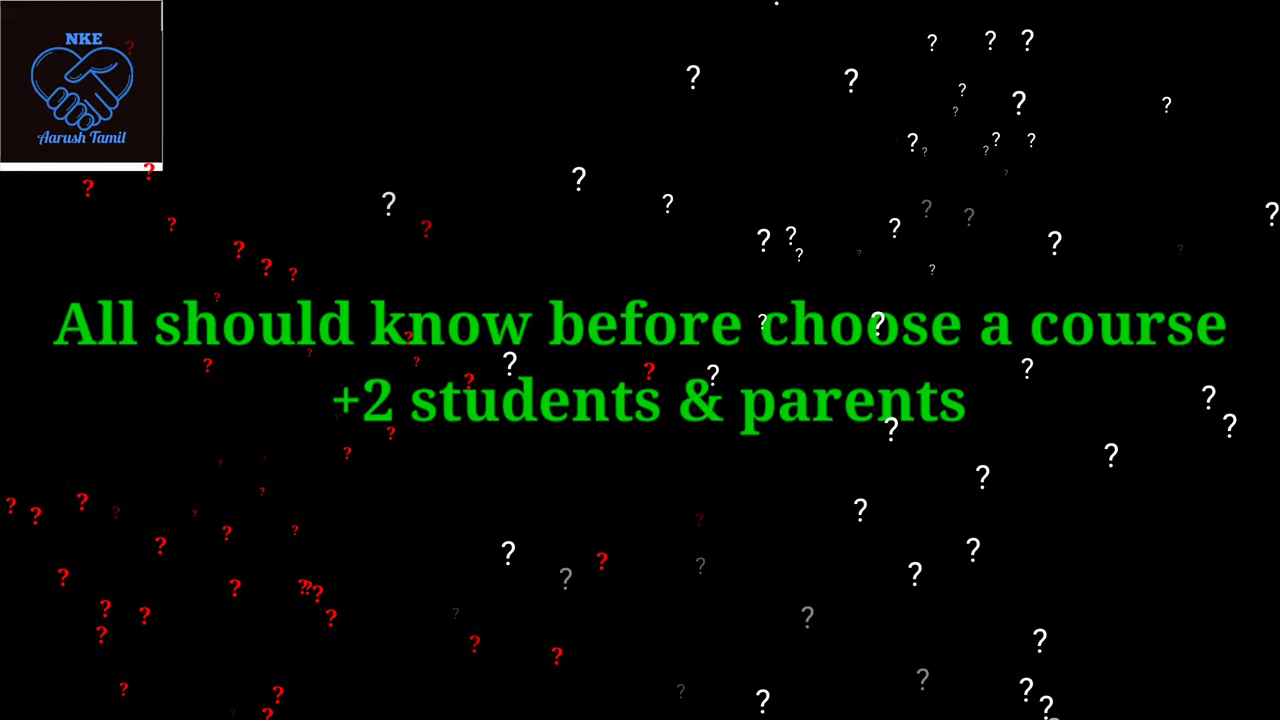 NKE
Aarush Tamil
All should know before choose a course
+2 students & parents